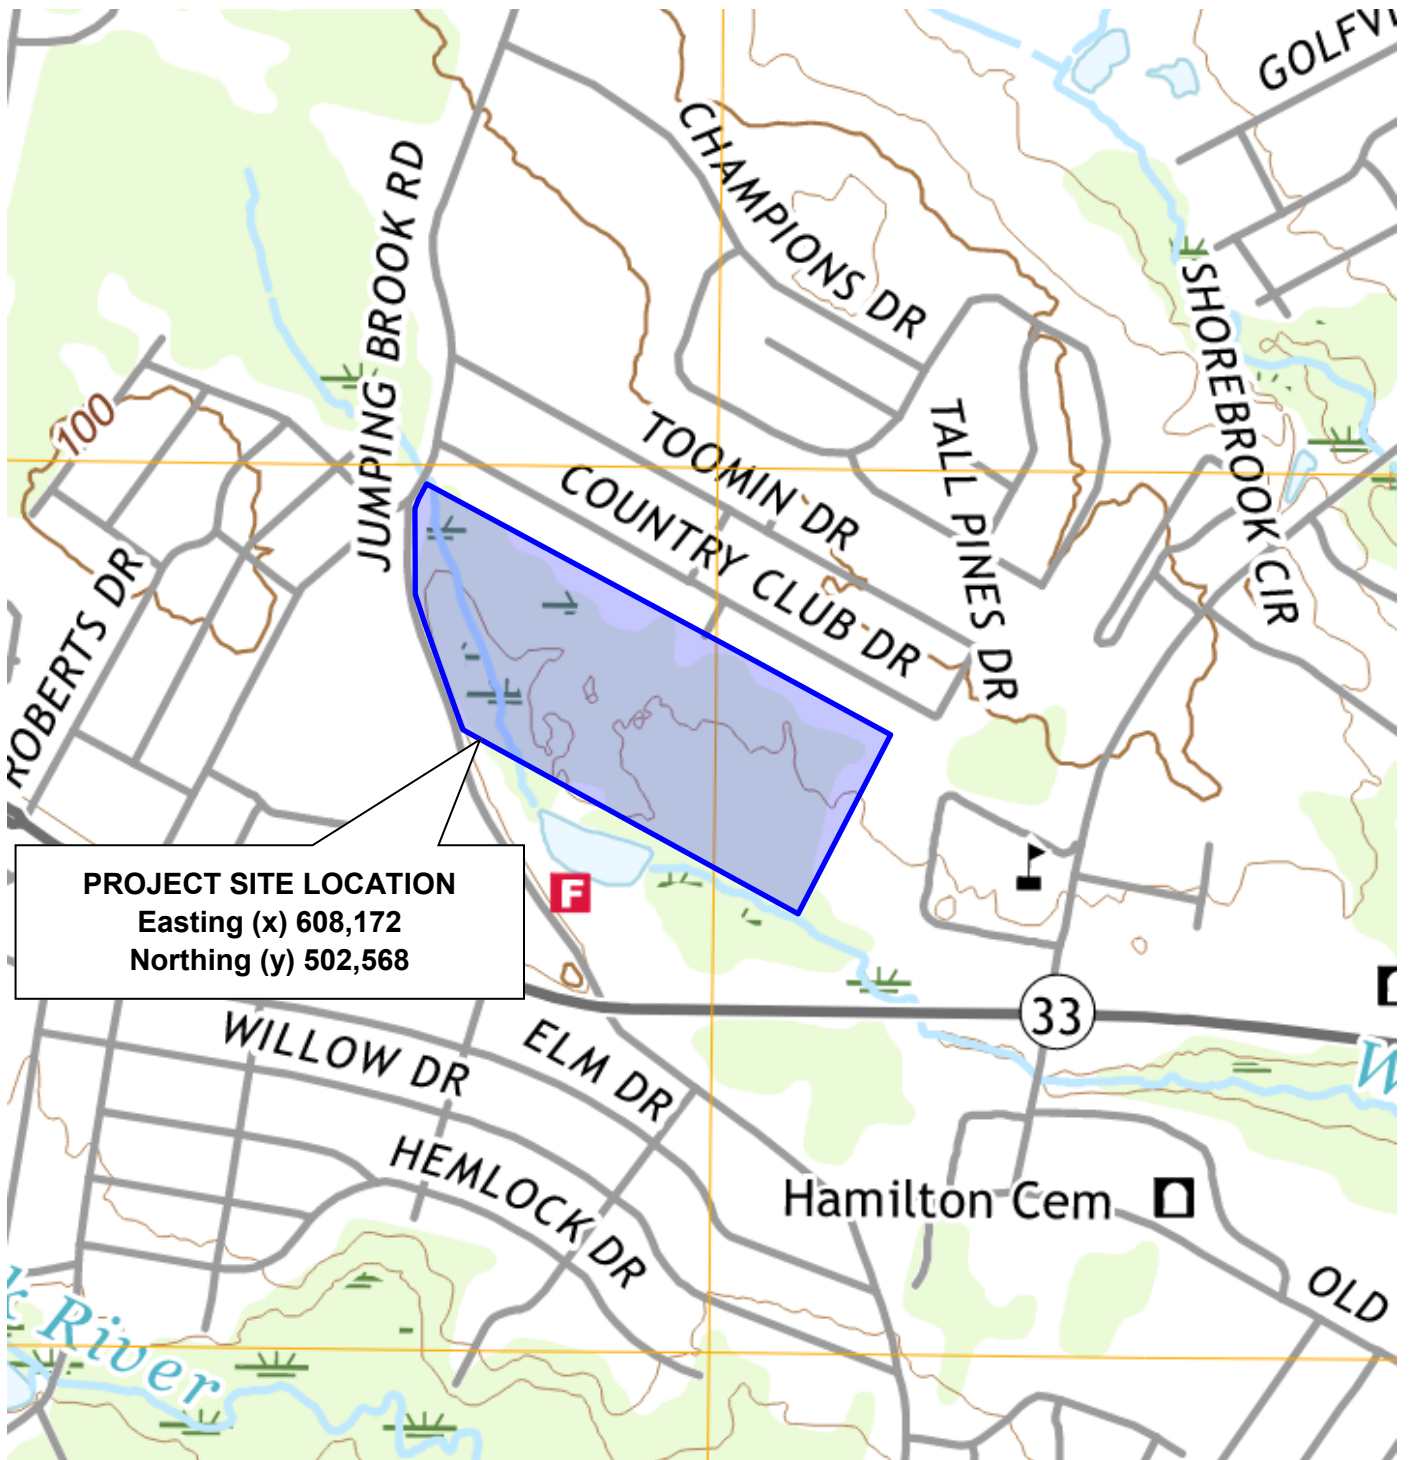 GOLFVI
CHAMPIONS DR
JUMPING BROOK RD
SHOREBROOK CIR
100
TOOMIN DR
TALL PINES DR
COUNTRY CLUB DR
ROBERTS DR
PROJECT SITE LOCATION
Easting (x) 608,172
Northing (y) 502,568
F
33
WILLOW DR
ELM DR
W
HEMLOCK DR
Hamilton Cem
OLD
k River